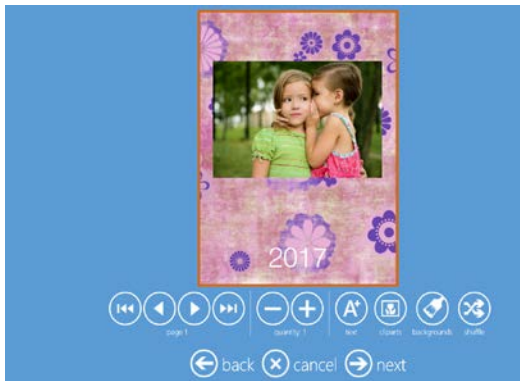 2017
page 1
quantity: 1
text
cliparts
backgrounds
shuffle
back
cancel
next